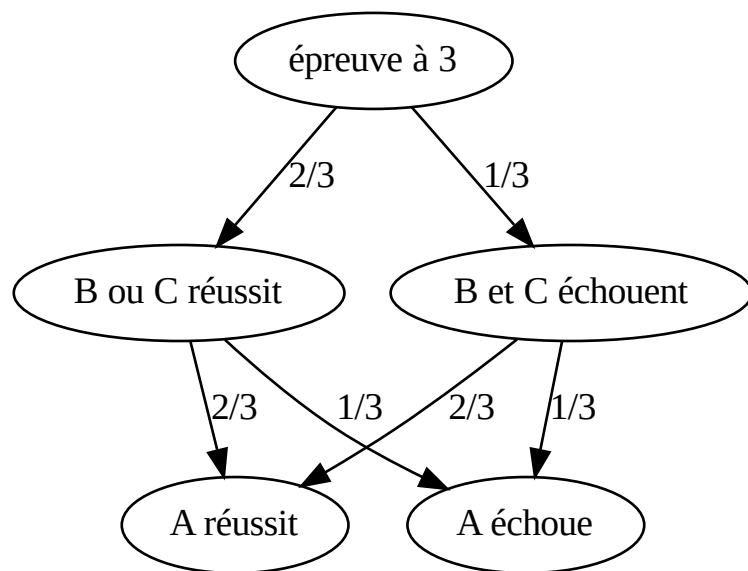 épreuve à 3
2/3
1/3
B ou C réussit
B et C échouent
2/3
1/3
2/3
1/3
A réussit
A échoue